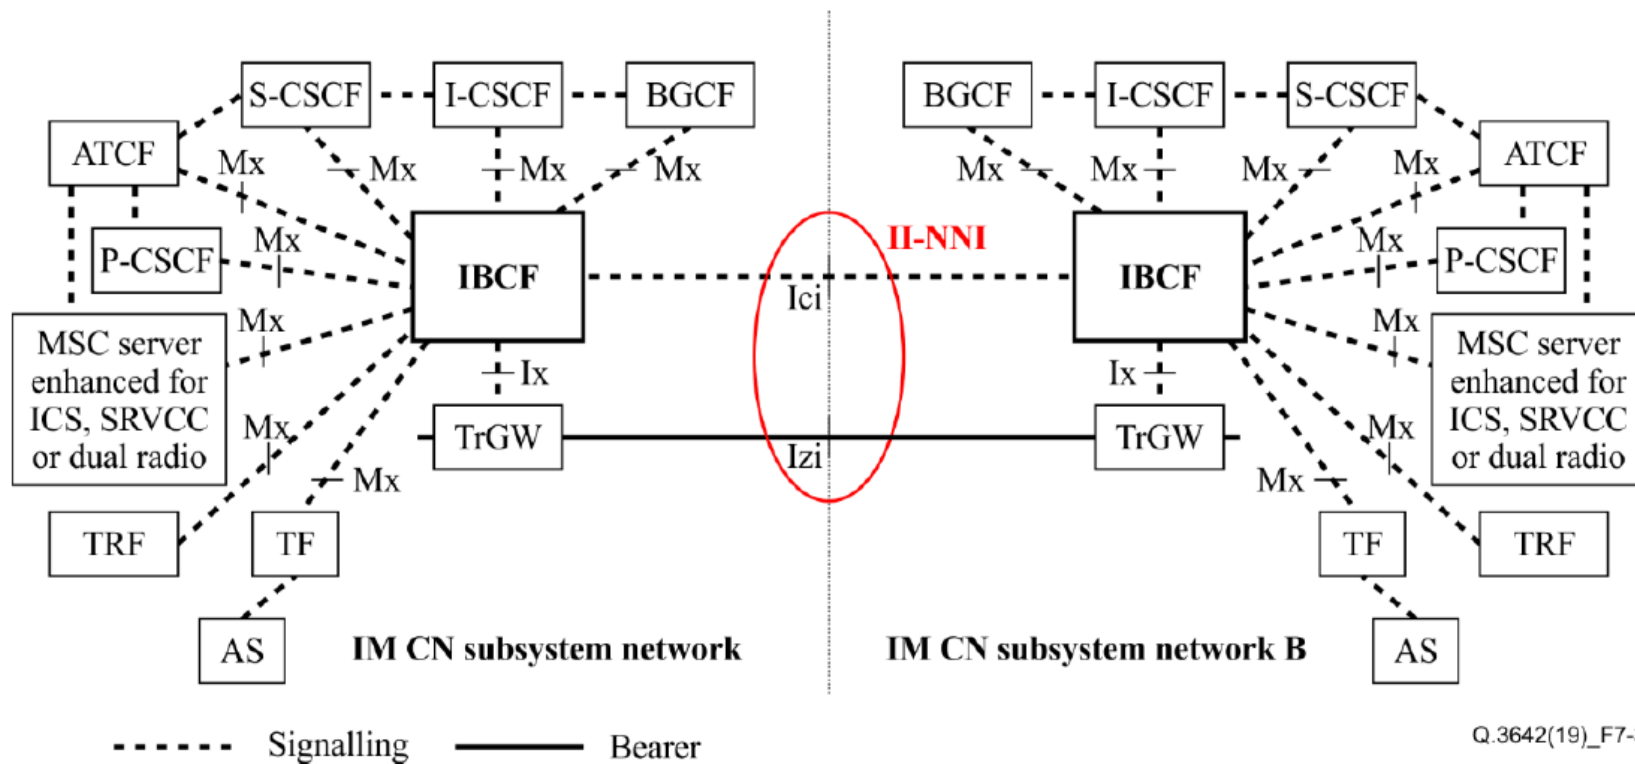 S-CSCF
I-CSCF
BGCF
BGCF
I-CSCF
S-CSCF
ATCF
Mx
Mx
Mx
Mx
Mx
Mx
Mx
Mx
ATCF
P-CSCF
Mx
IBCF
II-NNI
Ici
IBCF
Mx
P-CSCF
MSC server
enhanced for
ICS, SRVCC
or dual radio
Mx
Ix
Ix
Mx
MSC server
enhanced for
ICS, SRVCC
or dual radio
Mx
TrGW
Izi
TrGW
Mx
Mx
Mx
TRF
TF
TF
TRF
AS
IM CN subsystem network
IM CN subsystem network B
AS
Signalling
Bearer
Q.3642(19)_F7-